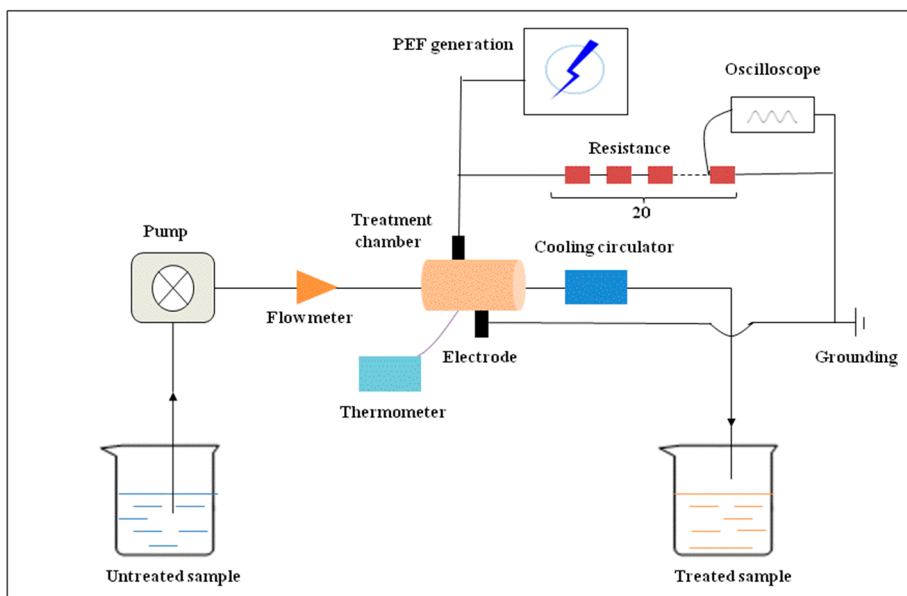 PEF generation
Oscilloscope
Resistance
20
Treatment
chamber
Pump
Cooling circulator
Flowmeter
Electrode
Grounding
Thermometer
Untreated sample
Treated sample